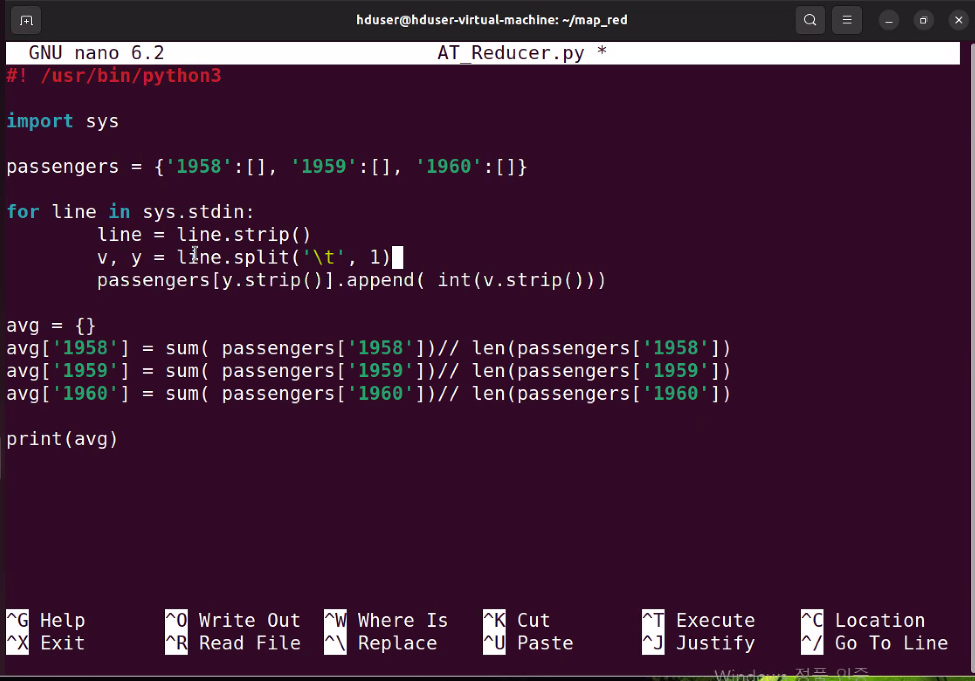 hduser@hduser-virtual-machine: ~/map_red
GNU nano 6.2 AT_Reducer.py *
#! /usr/bin/python3
import sys
passengers = {'1958':[], '1959':[], '1960':[]}
for line in sys.stdin:
line = line.strip()
v, y = line.split('\t', 1)
passengers[y.strip()].append( int(v.strip()))
avg = {}
avg['1958'] = sum( passengers['1958'])// len(passengers['1958'])
avg['1959'] = sum( passengers['1959'])// len(passengers['1959'])
avg['1960'] = sum( passengers['1960'])// len(passengers['1960'])
print(avg)
^G Help ^O Write Out ^W Where Is ^K Cut ^T Execute ^C Location
^X Exit ^R Read File ^\ Replace ^U Paste ^J Justify ^/ Go To Line
Windows 정품 인증